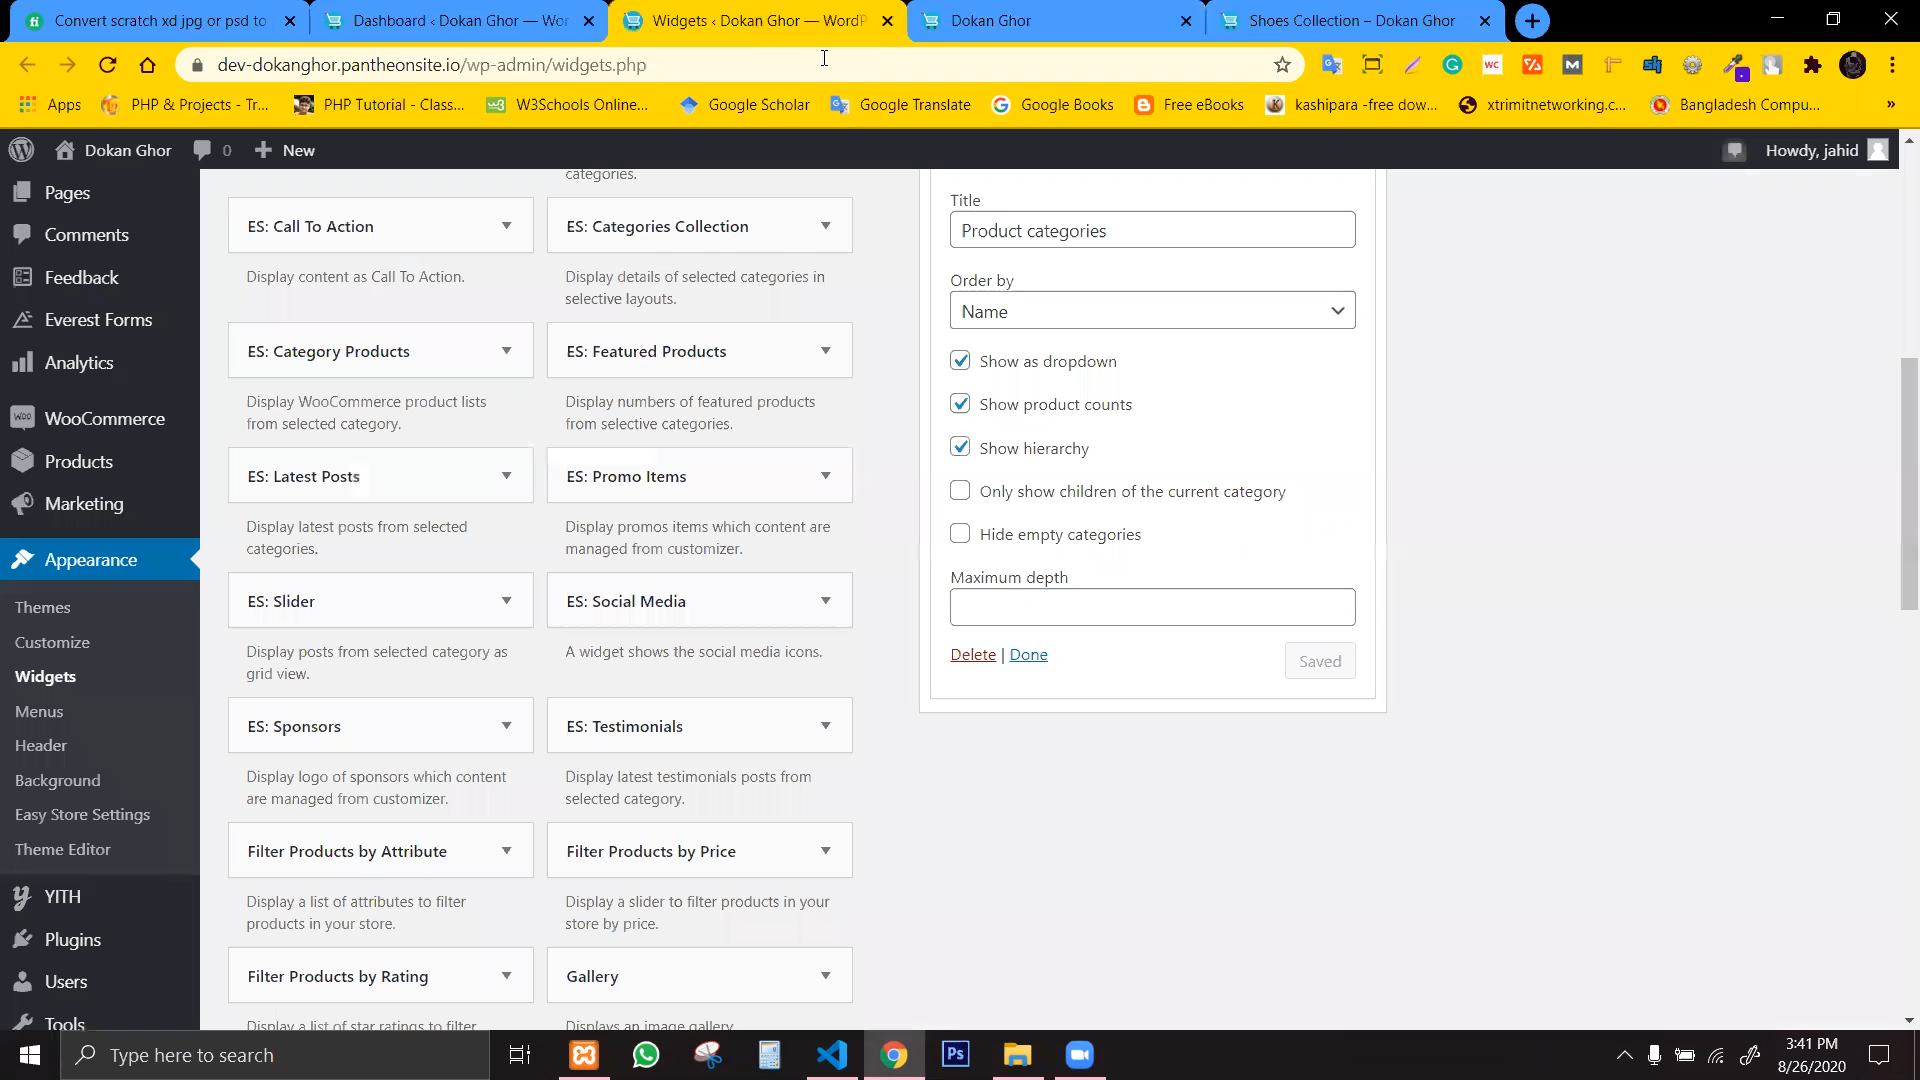 Convert scratch xd jpg or psd to
Dashboard ‹ Dokan Ghor — Wor
Widgets ‹ Dokan Ghor — WordP
Dokan Ghor
Shoes Collection – Dokan Ghor
dev-dokanghor.pantheonsite.io/wp-admin/widgets.php
Apps
PHP & Projects - Tr...
PHP Tutorial - Class...
W3Schools Online...
Google Scholar
Google Translate
Google Books
Free eBooks
kashipara -free dow...
xtrimitnetworking.c...
Bangladesh Compu...
»
Dokan Ghor
0
New
Howdy, jahid
Pages
Comments
Feedback
Everest Forms
Analytics
WooCommerce
Products
Marketing
Appearance
Themes
Customize
Widgets
Menus
Header
Background
Easy Store Settings
Theme Editor
YITH
Plugins
Users
Tools
categories.
ES: Call To Action
Display content as Call To Action.
ES: Categories Collection
Display details of selected categories in
selective layouts.
ES: Category Products
Display WooCommerce product lists
from selected category.
ES: Featured Products
Display numbers of featured products
from selective categories.
ES: Latest Posts
Display latest posts from selected
categories.
ES: Promo Items
Display promos items which content are
managed from customizer.
ES: Slider
Display posts from selected category as
grid view.
ES: Social Media
A widget shows the social media icons.
ES: Sponsors
Display logo of sponsors which content
are managed from customizer.
ES: Testimonials
Display latest testimonials posts from
selected category.
Filter Products by Attribute
Display a list of attributes to filter
products in your store.
Filter Products by Price
Display a slider to filter products in your
store by price.
Filter Products by Rating
Display a list of star ratings to filter
Gallery
Displays an image gallery.
Title
Product categories
Order by
Name
Show as dropdown
Show product counts
Show hierarchy
Only show children of the current category
Hide empty categories
Maximum depth
Delete | Done
Saved
Type here to search
3:41 PM
8/26/2020